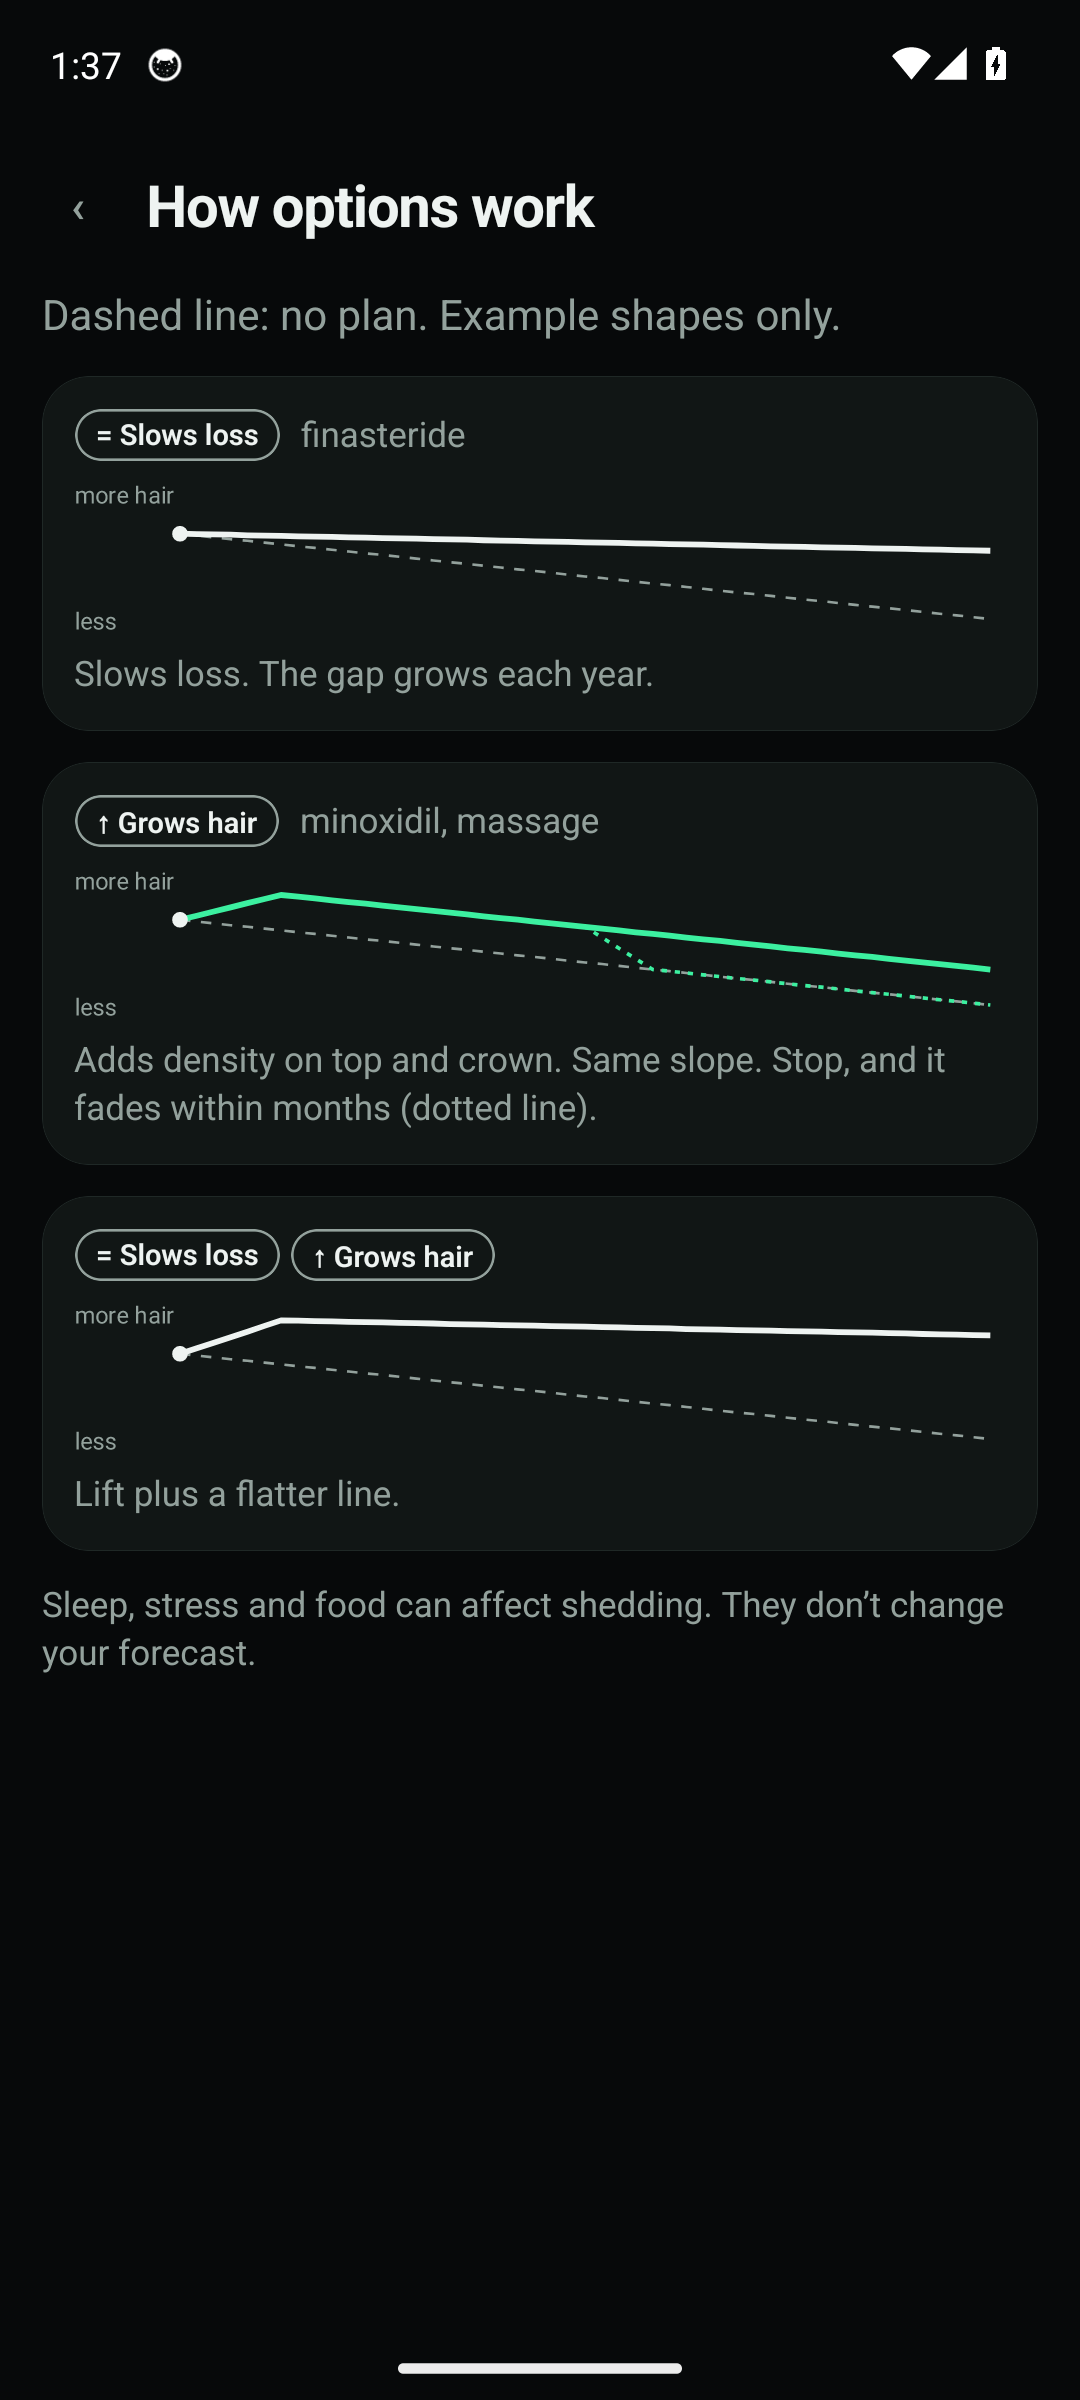 1:37
‹ How options work
Dashed line: no plan. Example shapes only.
= Slows loss finasteride
more hair
less
Slows loss. The gap grows each year.
↑ Grows hair minoxidil, massage
more hair
less
Adds density on top and crown. Same slope. Stop, and it
fades within months (dotted line).
= Slows loss ↑ Grows hair
more hair
less
Lift plus a flatter line.
Sleep, stress and food can affect shedding. They don’t change
your forecast.